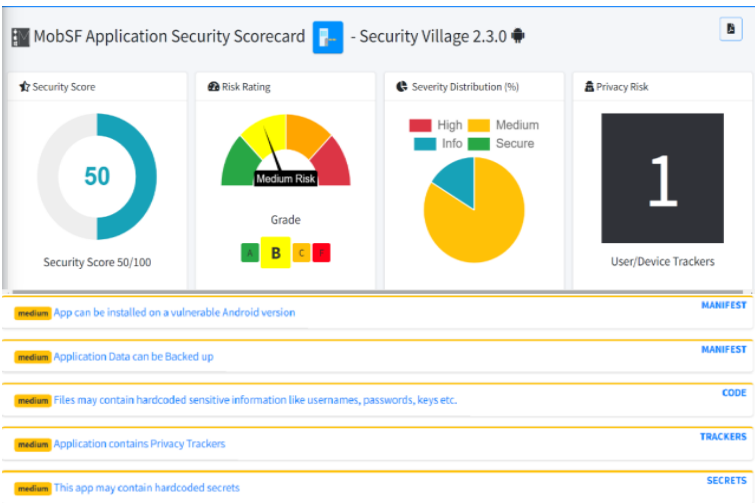 MobSF Application Security Scorecard - Security Village 2.3.0
Security Score
Risk Rating
Severity Distribution (%)
Privacy Risk
50
Security Score 50/100
Medium Risk
Grade
A B C F
High Medium
Info Secure
1
User/Device Trackers
medium App can be installed on a vulnerable Android version MANIFEST
medium Application Data can be Backed up MANIFEST
medium Files may contain hardcoded sensitive information like usernames, passwords, keys etc. CODE
medium Application contains Privacy Trackers TRACKERS
medium This app may contain hardcoded secrets SECRETS